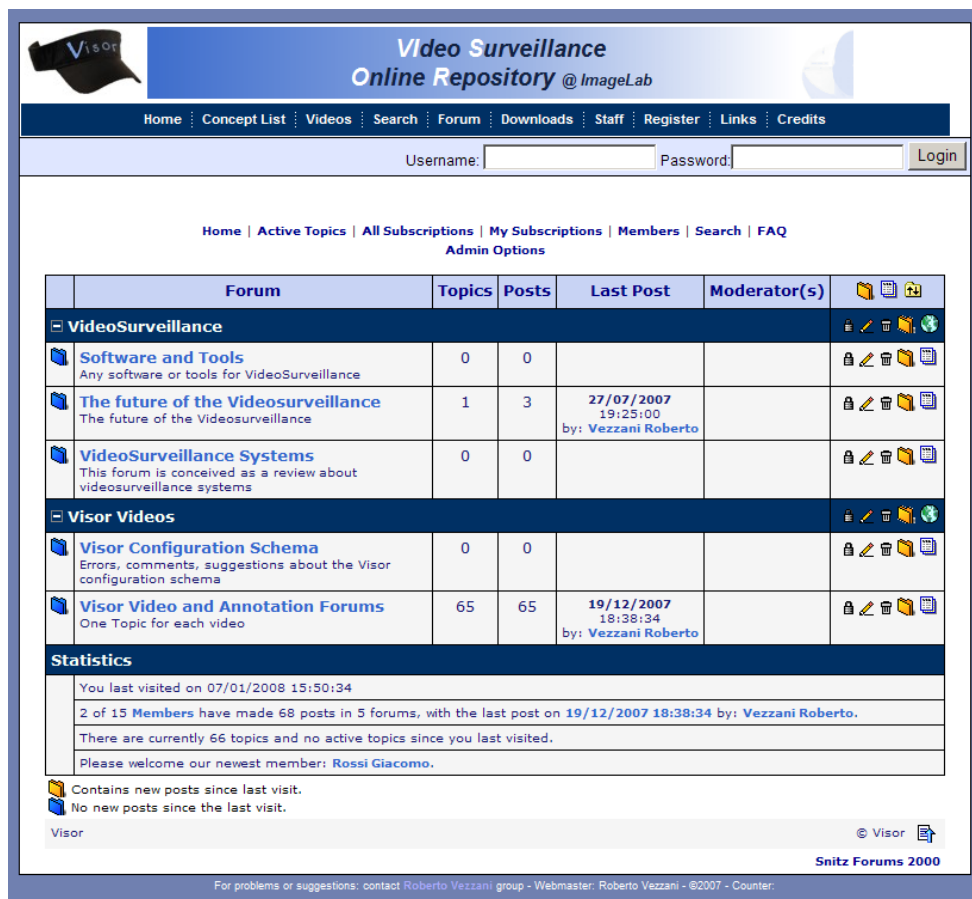 Visor
VIdeo Surveillance
Online Repository @ ImageLab
Home Concept List Videos Search Forum Downloads Staff Register Links Credits
Username: Password: Login
Home | Active Topics | All Subscriptions | My Subscriptions | Members | Search | FAQ
Admin Options
Forum Topics Posts Last Post Moderator(s)
VideoSurveillance
Software and Tools 0 0
Any software or tools for VideoSurveillance
The future of the Videosurveillance 1 3 27/07/2007
The future of the Videosurveillance 19:25:00
by: Vezzani Roberto
VideoSurveillance Systems 0 0
This forum is conceived as a review about
videosurveillance systems
Visor Videos
Visor Configuration Schema 0 0
Errors, comments, suggestions about the Visor
configuration schema
Visor Video and Annotation Forums 65 65 19/12/2007
One Topic for each video 18:38:34
by: Vezzani Roberto
Statistics
You last visited on 07/01/2008 15:50:34
2 of 15 Members have made 68 posts in 5 forums, with the last post on 19/12/2007 18:38:34 by: Vezzani Roberto.
There are currently 66 topics and no active topics since you last visited.
Please welcome our newest member: Rossi Giacomo.
Contains new posts since last visit.
No new posts since the last visit.
Visor © Visor
Snitz Forums 2000
For problems or suggestions: contact Roberto Vezzani group - Webmaster: Roberto Vezzani - ©2007 - Counter: